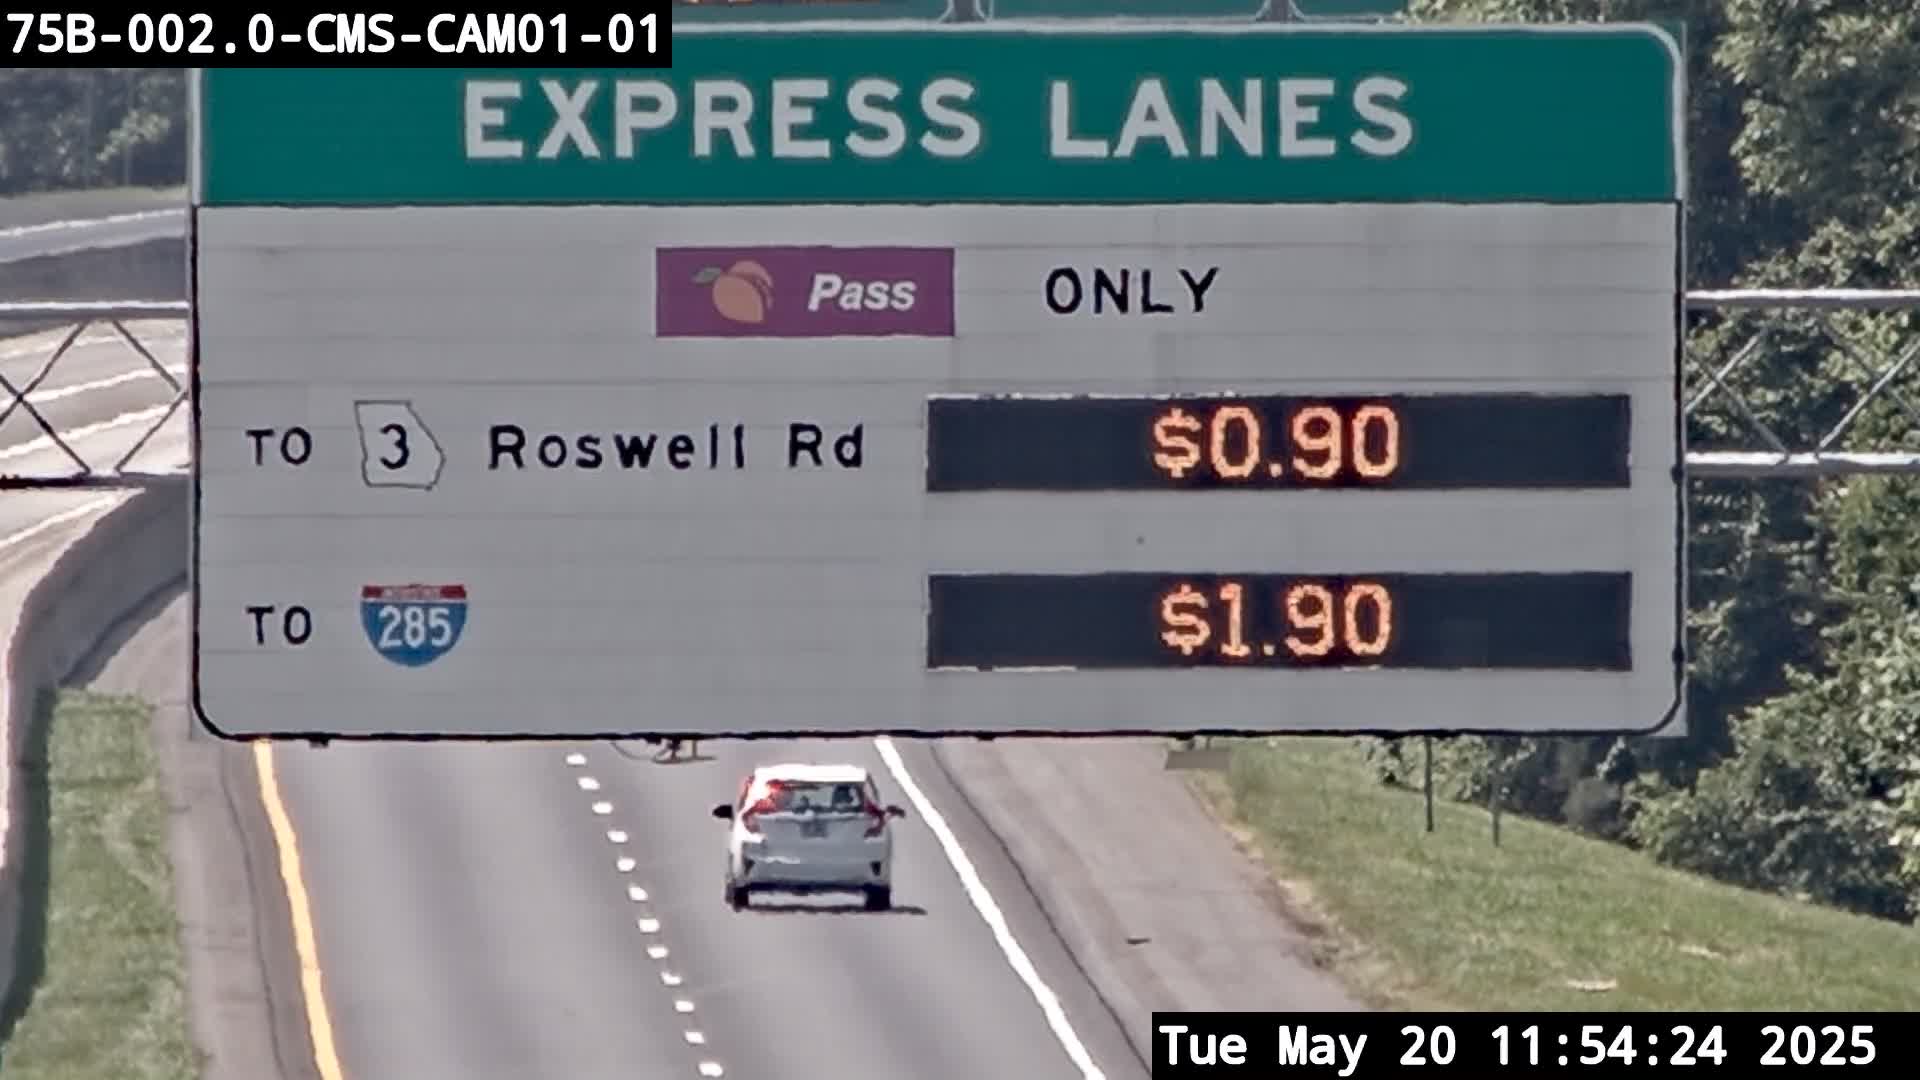 75B-002.0-CMS-CAM01-01
EXPRESS LANES
Pass ONLY
TO 3 Roswell Rd $0.90
TO 285 $1.90
Tue May 20 11:54:24 2025